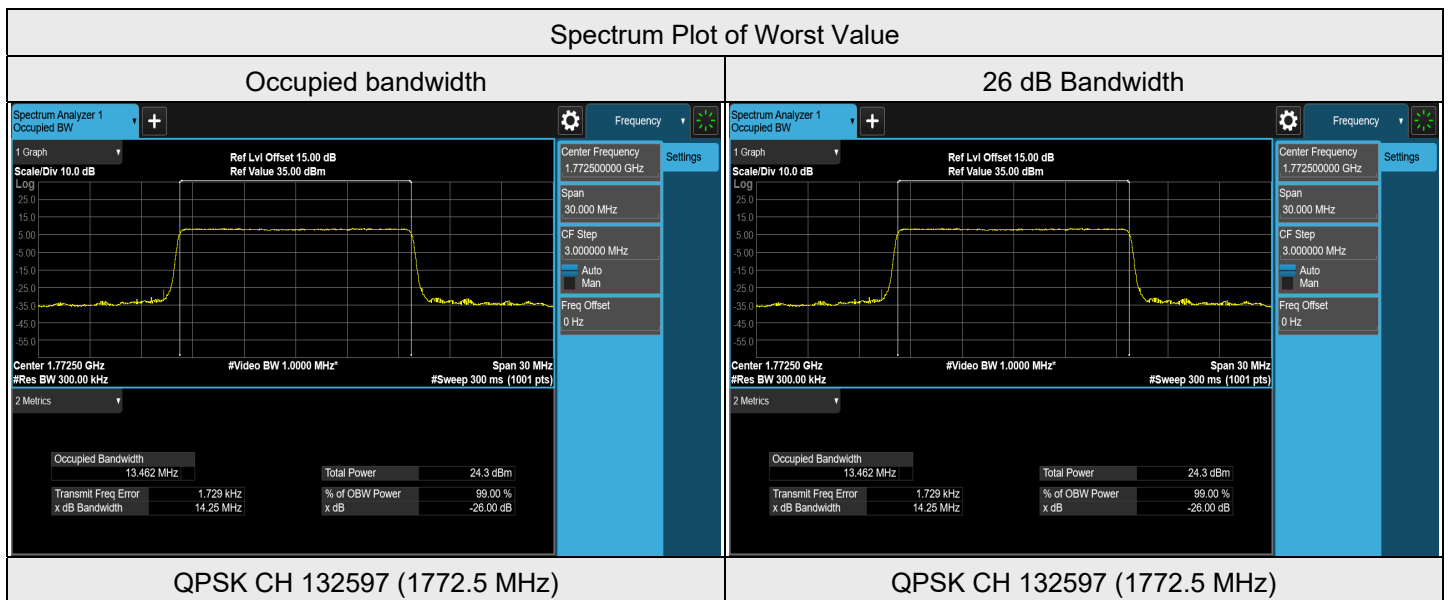 Spectrum Plot of Worst Value
Occupied bandwidth
26 dB Bandwidth
Spectrum Analyzer 1
Occupied BW
+
Frequency
1 Graph
Scale/Div 10.0 dB
Ref Lvl Offset 15.00 dB
Ref Value 35.00 dBm
Log
25.0
15.0
5.00
-5.00
-15.0
-25.0
-35.0
-45.0
-55.0
Center 1.77250 GHz
#Video BW 1.0000 MHz*
Span 30 MHz
#Res BW 300.00 kHz
#Sweep 300 ms (1001 pts)
Center Frequency
1.772500000 GHz
Settings
Span
30.000 MHz
CF Step
3.000000 MHz
Auto
Man
Freq Offset
0 Hz
2 Metrics
Occupied Bandwidth
13.462 MHz
Total Power 24.3 dBm
Transmit Freq Error 1.729 kHz
% of OBW Power 99.00 %
x dB Bandwidth 14.25 MHz
x dB -26.00 dB
Spectrum Analyzer 1
Occupied BW
+
Frequency
1 Graph
Scale/Div 10.0 dB
Ref Lvl Offset 15.00 dB
Ref Value 35.00 dBm
Log
25.0
15.0
5.00
-5.00
-15.0
-25.0
-35.0
-45.0
-55.0
Center 1.77250 GHz
#Video BW 1.0000 MHz*
Span 30 MHz
#Res BW 300.00 kHz
#Sweep 300 ms (1001 pts)
Center Frequency
1.772500000 GHz
Settings
Span
30.000 MHz
CF Step
3.000000 MHz
Auto
Man
Freq Offset
0 Hz
2 Metrics
Occupied Bandwidth
13.462 MHz
Total Power 24.3 dBm
Transmit Freq Error 1.729 kHz
% of OBW Power 99.00 %
x dB Bandwidth 14.25 MHz
x dB -26.00 dB
QPSK CH 132597 (1772.5 MHz)
QPSK CH 132597 (1772.5 MHz)